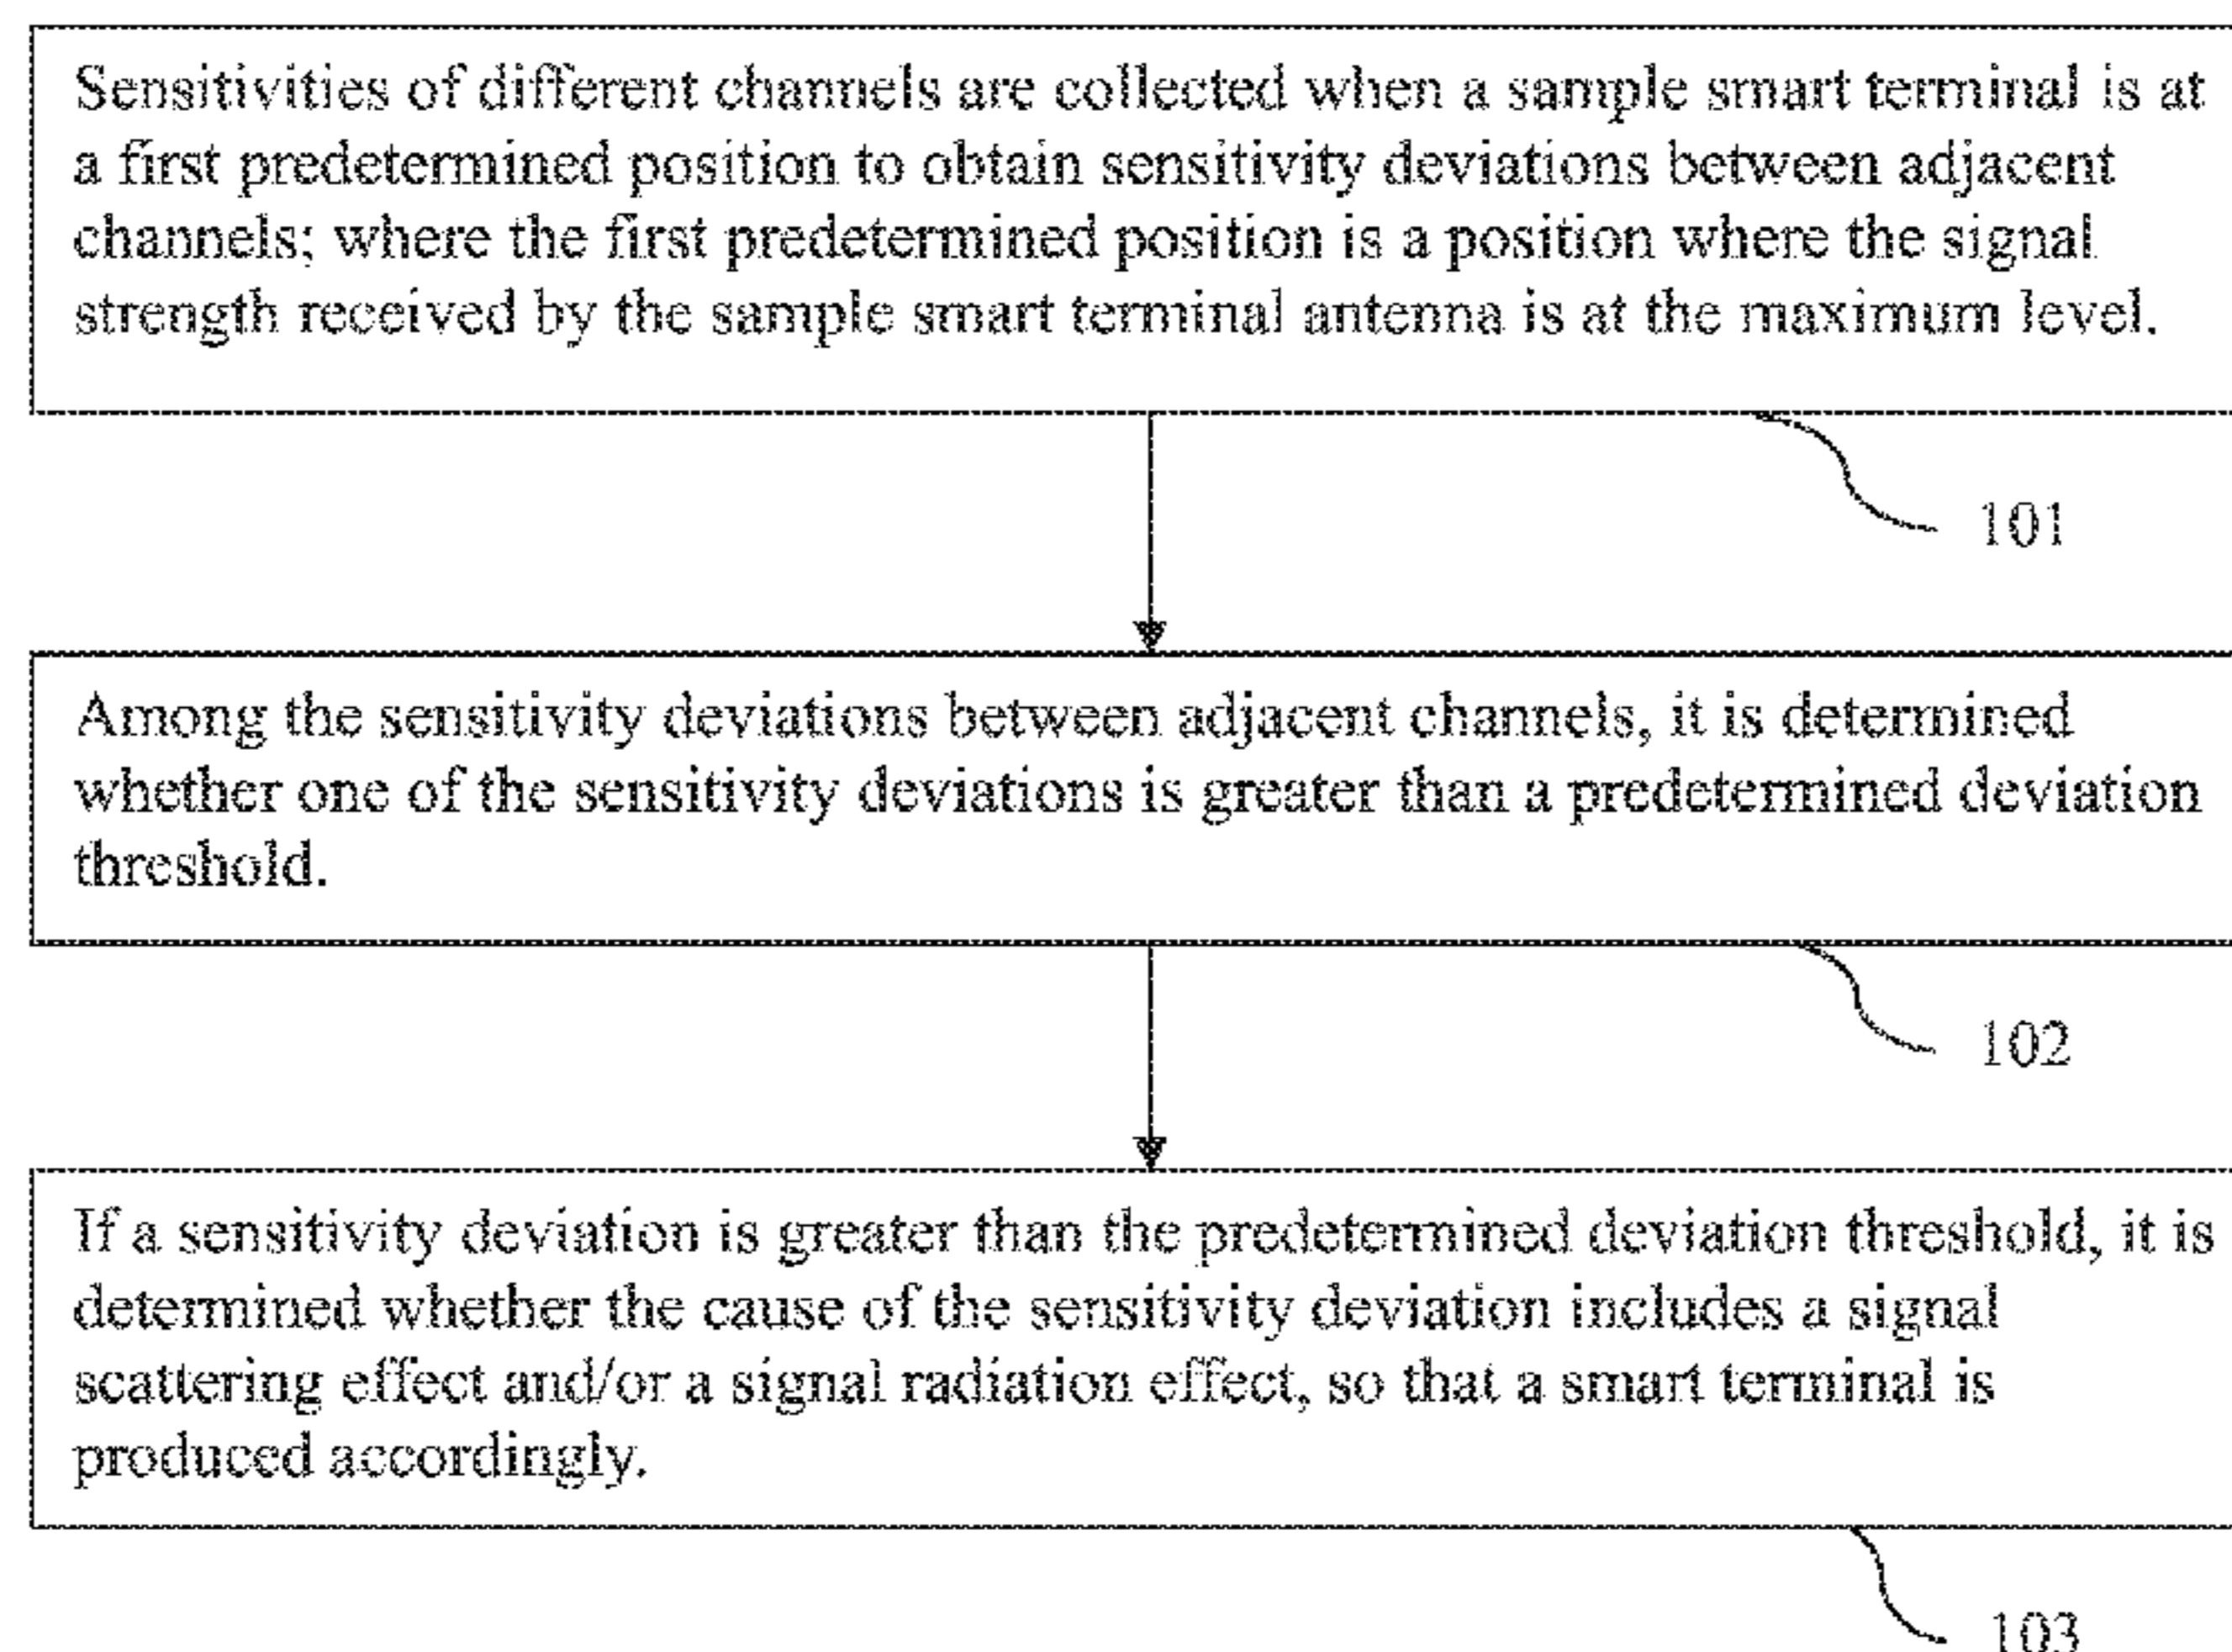 Sensitivities of different channels are collected when a sample smart terminal is at
a first predetermined position to obtain sensitivity deviations between adjacent
channels; where the first predetermined position is a position where the signal
strength received by the sample smart terminal antenna is at the maximum level.
101
Among the sensitivity deviations between adjacent channels, it is determined
whether one of the sensitivity deviations is greater than a predetermined deviation
threshold.
102
If a sensitivity deviation is greater than the predetermined deviation threshold, it is
determined whether the cause of the sensitivity deviation includes a signal
scattering effect and/or a signal radiation effect, so that a smart terminal is
produced accordingly.
103